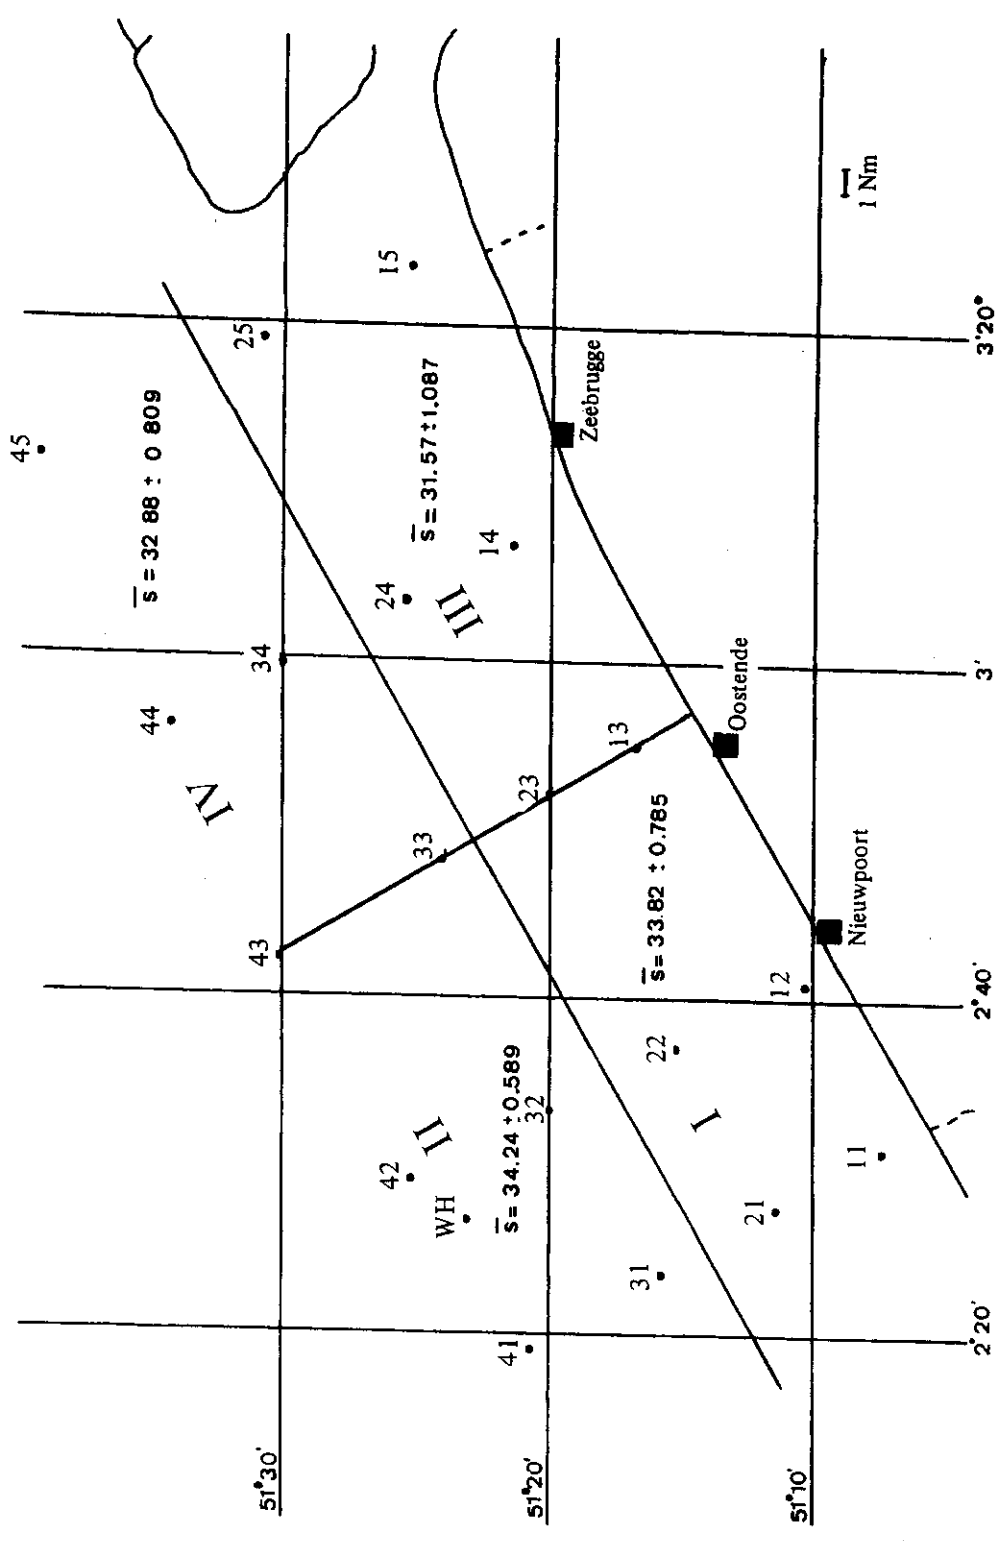 45
s̄ = 32 88 ± 0 809
25
15
44
34
IV
24
s̄ = 31.57 ± 1.087
III
14
43
33
23
13
Zeebrugge
Oostende
1 Nm
42
WH
II
s̄ = 34.24 ± 0.589
32
s̄ = 33.82 ± 0.785
22
12
Nieuwpoort
I
41
31
21
11
51°30'
51°20'
51°10'
2°20'
2°40'
3'
3°20°